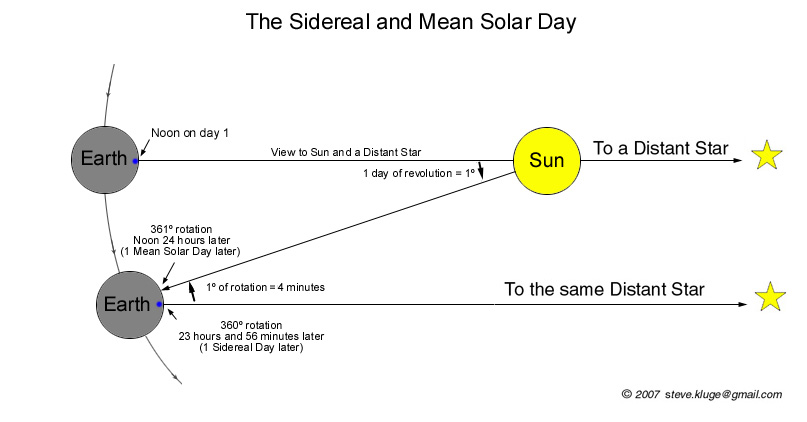 The Sidereal and Mean Solar Day
Noon on day 1
Earth
View to Sun and a Distant Star
Sun
To a Distant Star
1 day of revolution = 1º
361º rotation
Noon 24 hours later
(1 Mean Solar Day later)
1º of rotation = 4 minutes
Earth
To the same Distant Star
360º rotation
23 hours and 56 minutes later
(1 Sidereal Day later)
© 2007 steve.kluge@gmail.com